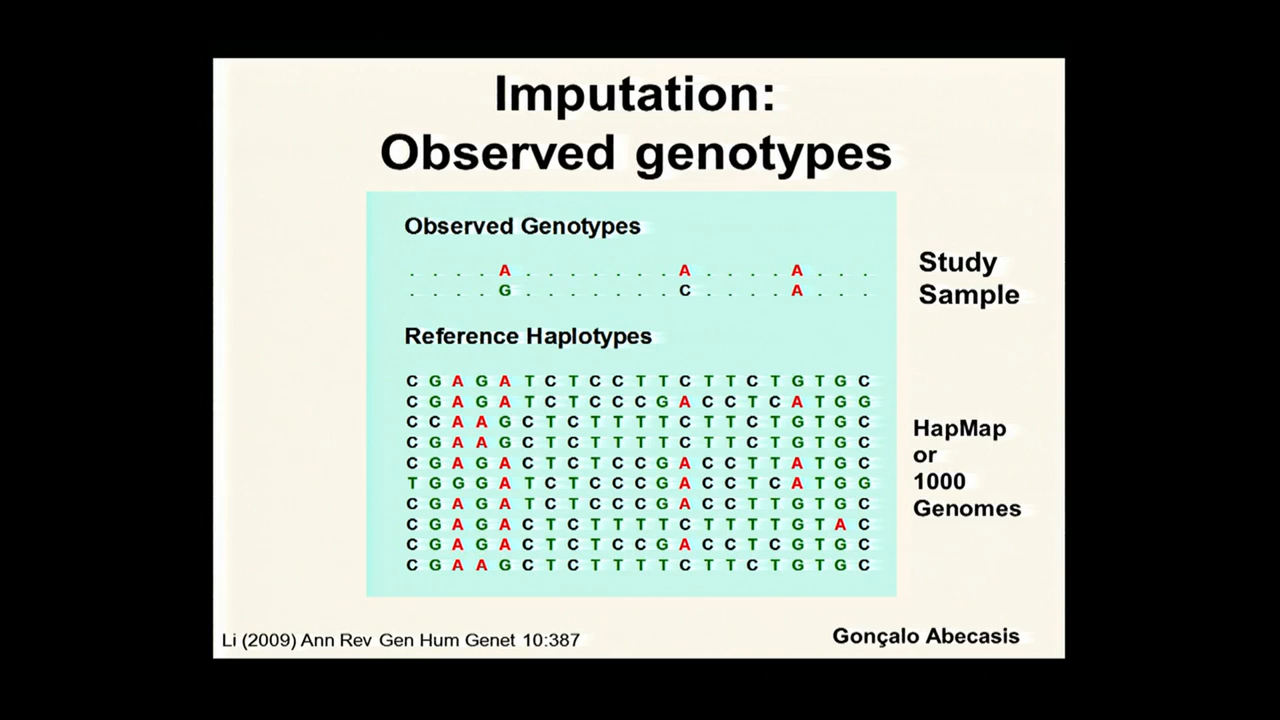 Imputation:
Observed genotypes
Observed Genotypes
. . . . A . . . . . . . A . . . . A . . .
. . . . G . . . . . . . C . . . . A . . .
Study
Sample
Reference Haplotypes
C G A G A T C T C C T T C T T C T G T G C
C G A G A T C T C C C G A C C T C A T G G
C C A A G C T C T T T T C T T C T G T G C
C G A A G C T C T T T T C T T C T G T G C
C G A G A C T C T C C G A C C T T A T G C
T G G G A T C T C C C G A C C T C A T G G
C G A G A T C T C C C G A C C T T G T G C
C G A G A C T C T T T T C T T T T G T A C
C G A G A C T C T C C G A C C T C G T G C
C G A A G C T C T T T T C T T C T G T G C
HapMap
or
1000
Genomes
Li (2009) Ann Rev Gen Hum Genet 10:387
Gonçalo Abecasis